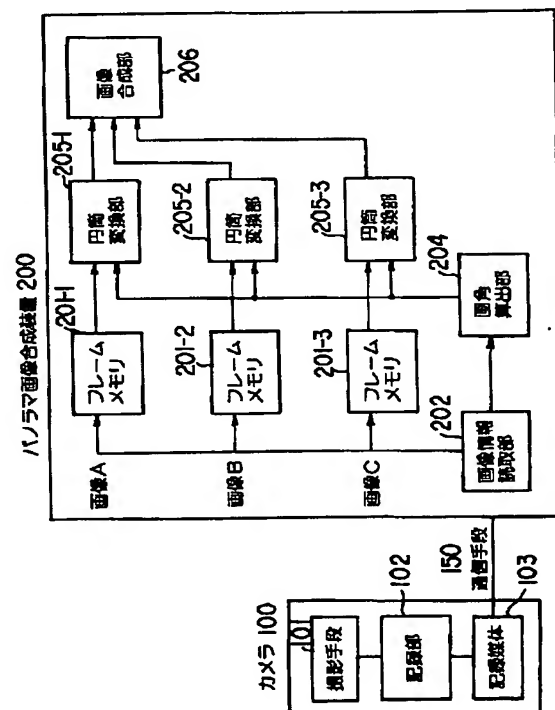 パノラマ画像合成装置 200
画像A
201-1
フレーム
メモリ
205-1
円筒
変換部
画像
合成部
206
画像B
201-2
フレーム
メモリ
205-2
円筒
変換部
画像C
201-3
フレーム
メモリ
205-3
円筒
変換部
202
画像情報
読取部
204
画角
算出部
カメラ 100
101
撮影手段
102
記録部
103
記録媒体
150
通信手段